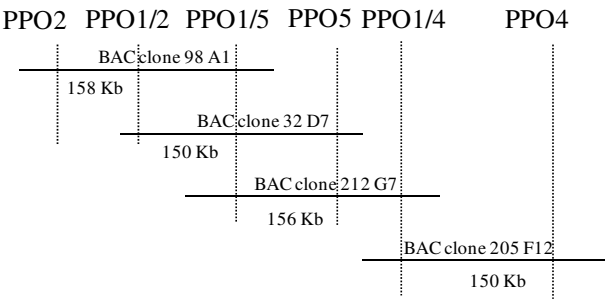 PPO2 PPO1/2 PPO1/5 PPO5 PPO1/4 PPO4
BAC clone 98 A1
158 Kb
BAC clone 32 D7
150 Kb
BAC clone 212 G7
156 Kb
BAC clone 205 F12
150 Kb